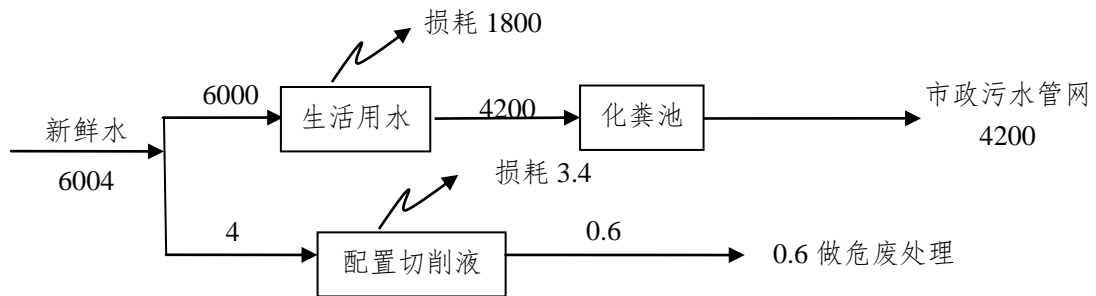 损耗 1800
6000
生活用水
4200
化粪池
市政污水管网
4200
新鲜水
6004
损耗 3.4
4
配置切削液
0.6
0.6 做危废处理